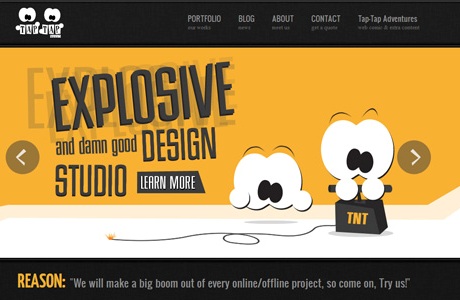 TAP TAP
PORTFOLIO BLOG ABOUT CONTACT Tap-Tap Adventures
our works news meet us get a quote web comic & extra content
EXPLOSIVE
and damn good DESIGN
STUDIO LEARN MORE
TNT
REASON: "We will make a big boom out of every online/offline project, so come on, Try us!"